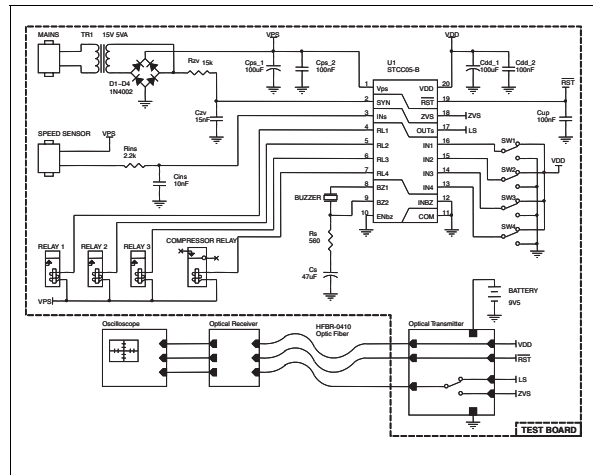 MAINS TR1 15V 5VA
VPS VDD
Rzv 15k
Cps_1 100uF
Cps_2 100nF
U1
STCC05-B
Cdd_1 100uF
Cdd_2 100nF
D1~D4
1N4002
RST
1 Vps VDD 20
2 SYN RST 19
3 INs ZVS 18 ZVS
4 RL1 OUTs 17 LS
5 RL2 IN1 16
6 RL3 IN2 15
7 RL4 IN3 14
8 BZ1 IN4 13
9 BZ2 INBZ 12
10 ENbz COM 11
Czv
15nF
Cup
100nF
SPEED SENSOR
VPS
Rins
2.2k
Cins
10nF
SW1
SW2
VDD
SW3
SW4
BUZZER
Rs
560
Cs
47uF
RELAY 1 RELAY 2 RELAY 3 COMPRESSOR RELAY
VPS
BATTERY
9V5
Oscilloscope Optical Receiver HFBR-0410 Optical Transmitter
Optic Fiber
VDD
RST
LS
ZVS
TEST BOARD